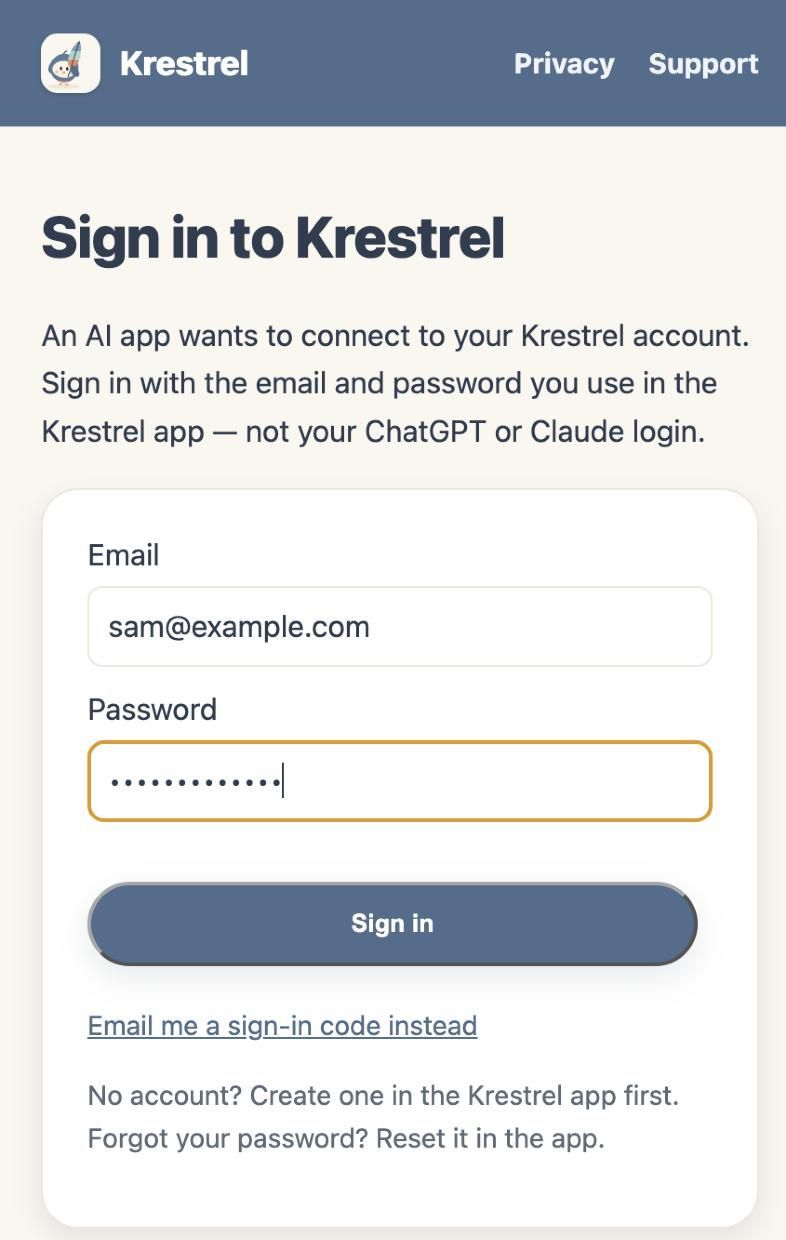 Krestrel
Privacy Support
Sign in to Krestrel
An AI app wants to connect to your Krestrel account.
Sign in with the email and password you use in the
Krestrel app — not your ChatGPT or Claude login.
Email
sam@example.com
Password
•••••••••••••
Sign in
Email me a sign-in code instead
No account? Create one in the Krestrel app first.
Forgot your password? Reset it in the app.